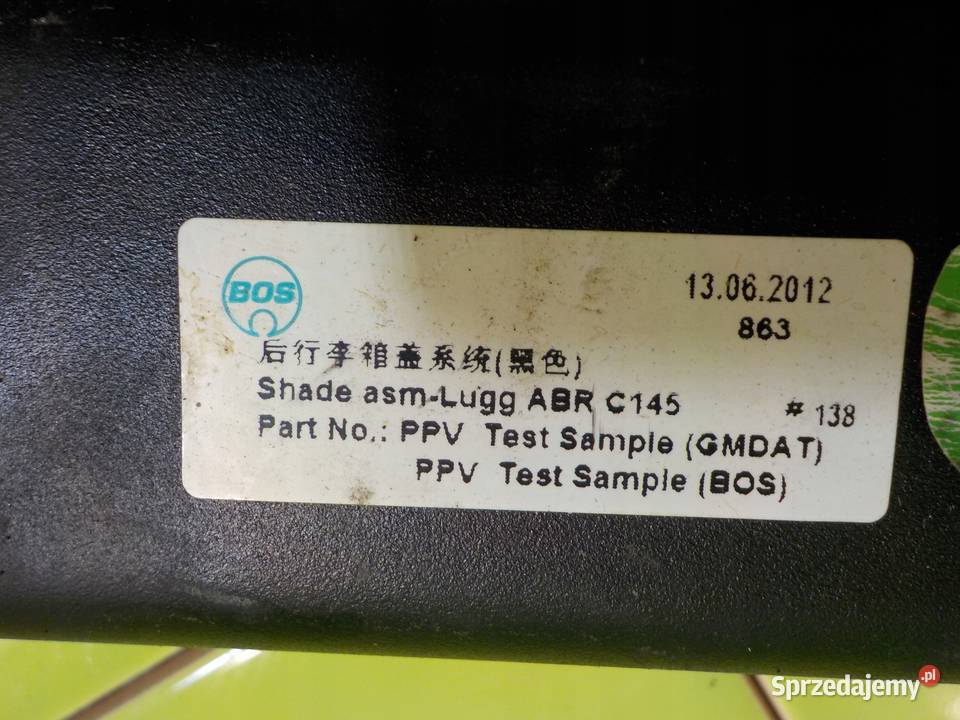 BOS
13.06.2012
863
后行李箱盖系统(黑色)
Shade asm-Lugg ABR C145 # 138
Part No.: PPV Test Sample (GMDAT)
PPV Test Sample (BOS)
Sprzedajemy.pl